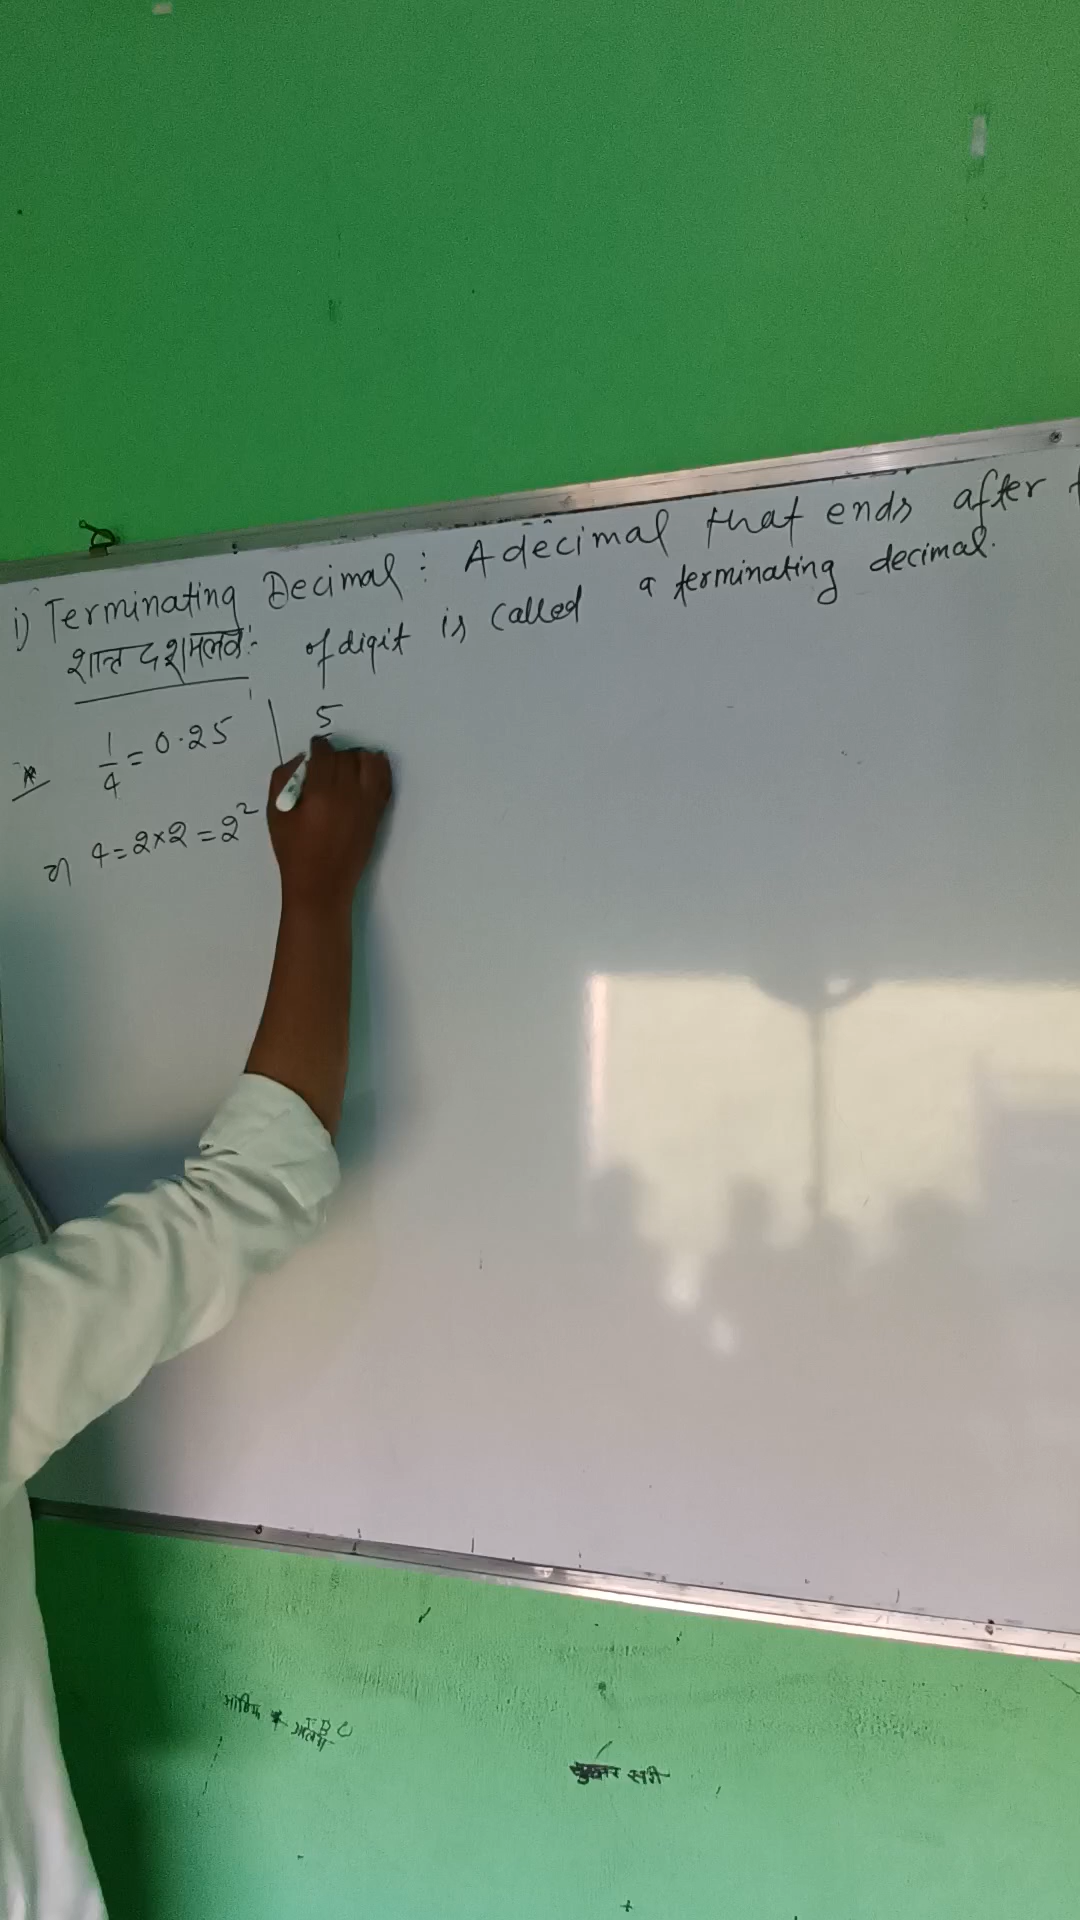 i) Terminating Decimal : A decimal that ends after
शान्त दशमलव :- of digit is called a terminating decimal.
* 1/4 = 0.25 | 5
4 = 2×2 = 2²